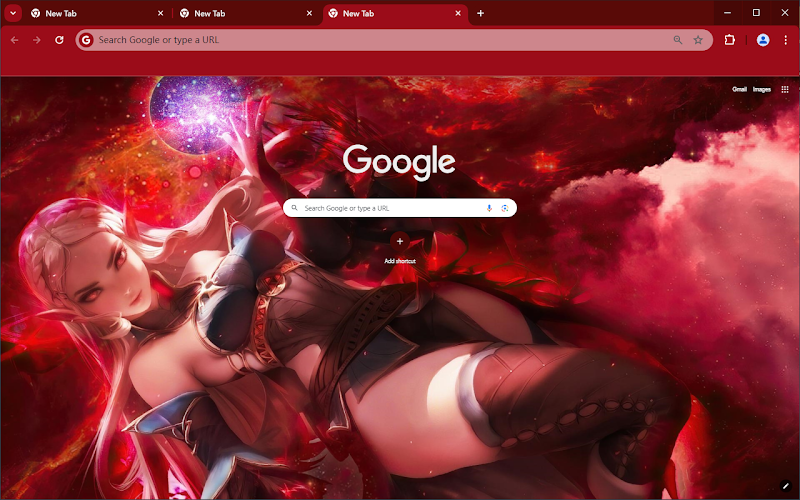 New Tab
New Tab
New Tab
G Search Google or type a URL
Gmail Images
Google
Search Google or type a URL
Add shortcut